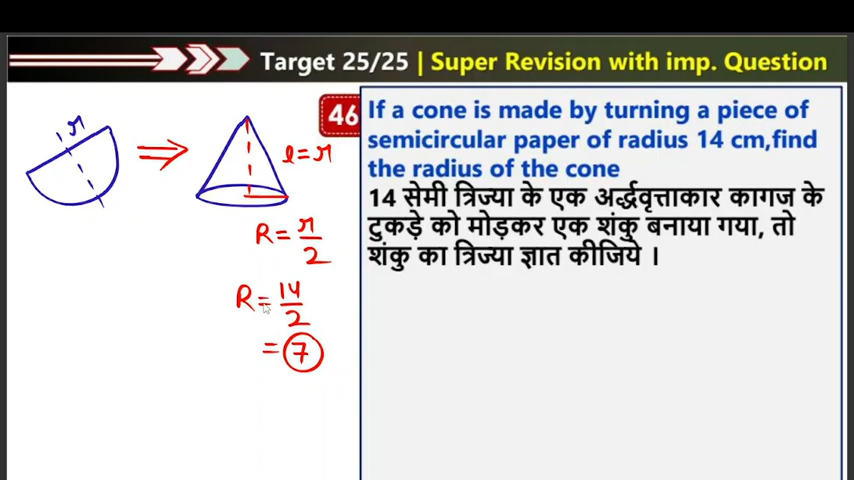 Target 25/25 | Super Revision with imp. Question
46
If a cone is made by turning a piece of
semicircular paper of radius 14 cm,find
the radius of the cone
14 सेमी त्रिज्या के एक अर्द्धवृत्ताकार कागज के
टुकड़े को मोड़कर एक शंकु बनाया गया, तो
शंकु का त्रिज्या ज्ञात कीजिये ।
r
l = r
R = r/2
R = 14/2
= 7